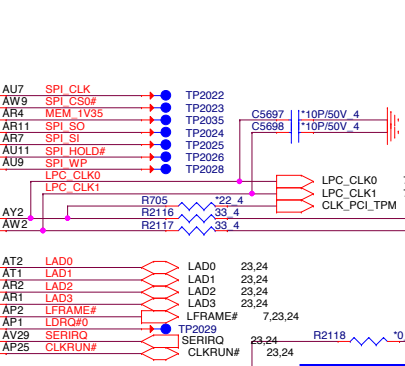 AU7 SPI_CLK TP2022
AW9 SPI_CS0# TP2023
AR4 MEM_1V35 TP2035
AR11 SPI_SO TP2024
AR7 SPI_SI TP2025
AU11 SPI_HOLD# TP2026
AU9 SPI_WP TP2028
C5697 *10P/50V_4
C5698 *10P/50V_4
LPC_CLK0 LPC_CLK0
LPC_CLK1 LPC_CLK1
R705 *22_4 CLK_PCI_TPM
AY2 R2116 33_4
AW2 R2117 33_4
AT2 LAD0 LAD0 23,24
AT1 LAD1 LAD1 23,24
AR2 LAD2 LAD2 23,24
AR1 LAD3 LAD3 23,24
AP2 LFRAME# LFRAME# 7,23,24
AP1 LDRQ#0 TP2029
AV29 SERIRQ SERIRQ 23,24 R2118 *0
AP25 CLKRUN# CLKRUN# 23,24